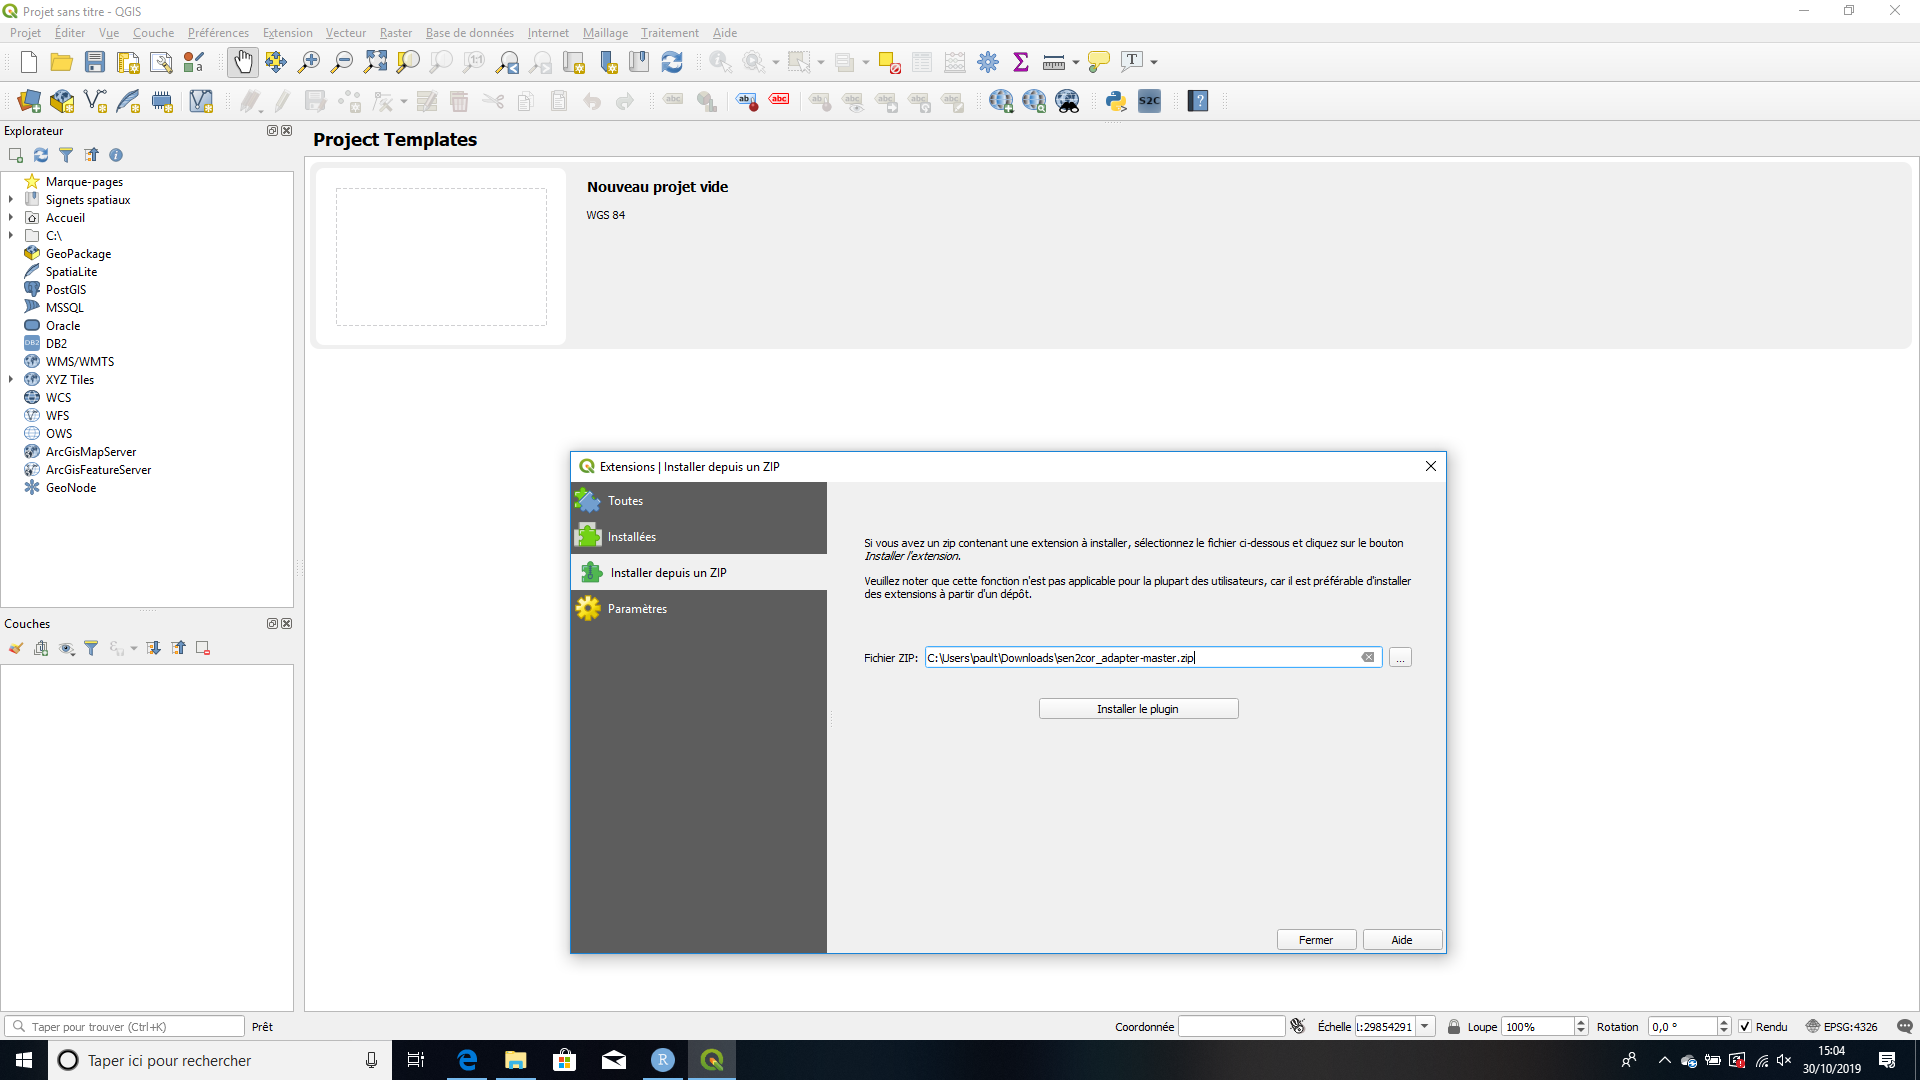 Projet sans titre - QGIS
Projet Éditer Vue Couche Préférences Extension Vecteur Raster Base de données Internet Maillage Traitement Aide
S2C
Explorateur
Project Templates
Marque-pages
Signets spatiaux
Accueil
C:\
GeoPackage
SpatiaLite
PostGIS
MSSQL
Oracle
DB2
WMS/WMTS
XYZ Tiles
WCS
WFS
OWS
ArcGisMapServer
ArcGisFeatureServer
GeoNode
Nouveau projet vide
WGS 84
Extensions | Installer depuis un ZIP
Toutes
Installées
Installer depuis un ZIP
Paramètres
Si vous avez un zip contenant une extension à installer, sélectionnez le fichier ci-dessous et cliquez sur le bouton
Installer l'extension.
Veuillez noter que cette fonction n'est pas applicable pour la plupart des utilisateurs, car il est préférable d'installer
des extensions à partir d'un dépôt.
Fichier ZIP: C:\Users\pault\Downloads\sen2cor_adapter-master.zip ...
Installer le plugin
Fermer Aide
Couches
Taper pour trouver (Ctrl+K) Prêt
Coordonnée Échelle 1:29854291 Loupe 100% Rotation 0,0 ° Rendu EPSG:4326
Taper ici pour rechercher
15:04
30/10/2019